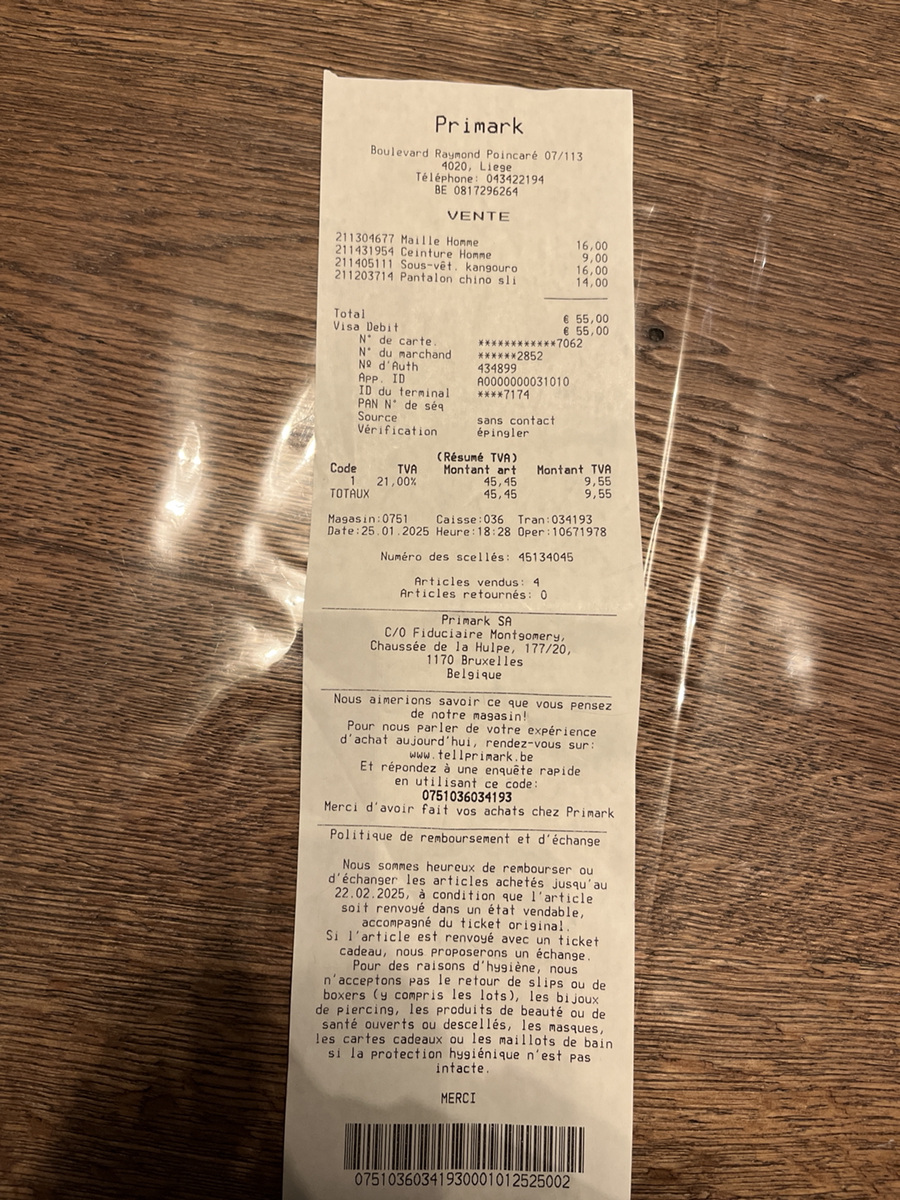 Primark
Boulevard Raymond Poincaré 07/113
4020, Liege
Téléphone: 043422194
BE 0817296264
VENTE
211304677 Maille Homme 16,00
211431954 Ceinture Homme 9,00
211405111 Sous-vêt. kangouro 16,00
211203714 Pantalon chino sli 14,00
Total € 55,00
Visa Debit € 55,00
N° de carte. ************7062
N° du marchand ******2852
Nº d'Auth 434899
App. ID A0000000031010
ID du terminal ****7174
PAN N° de séq
Source sans contact
Vérification épingler
(Résumé TVA)
Code TVA Montant art Montant TVA
1 21,00% 45,45 9,55
TOTAUX 45,45 9,55
Magasin:0751 Caisse:036 Tran:034193
Date:25.01.2025 Heure:18:28 Oper:10671978
Numéro des scellés: 45134045
Articles vendus: 4
Articles retournés: 0
Primark SA
C/O Fiduciaire Montgomery,
Chaussée de la Hulpe, 177/20,
1170 Bruxelles
Belgique
Nous aimerions savoir ce que vous pensez
de notre magasin!
Pour nous parler de votre expérience
d'achat aujourd'hui, rendez-vous sur:
www.tellprimark.be
Et répondez à une enquête rapide
en utilisant ce code:
0751036034193
Merci d'avoir fait vos achats chez Primark
Politique de remboursement et d'échange
Nous sommes heureux de rembourser ou
d'échanger les articles achetés jusqu'au
22.02.2025, à condition que l'article
soit renvoyé dans un état vendable,
accompagné du ticket original.
Si l'article est renvoyé avec un ticket
cadeau, nous proposerons un échange.
Pour des raisons d'hygiène, nous
n'acceptons pas le retour de slips ou de
boxers (y compris les lots), les bijoux
de piercing, les produits de beauté ou de
santé ouverts ou descellés, les masques,
les cartes cadeaux ou les maillots de bain
si la protection hygiénique n'est pas
intacte.
MERCI
07510360341930001012525002